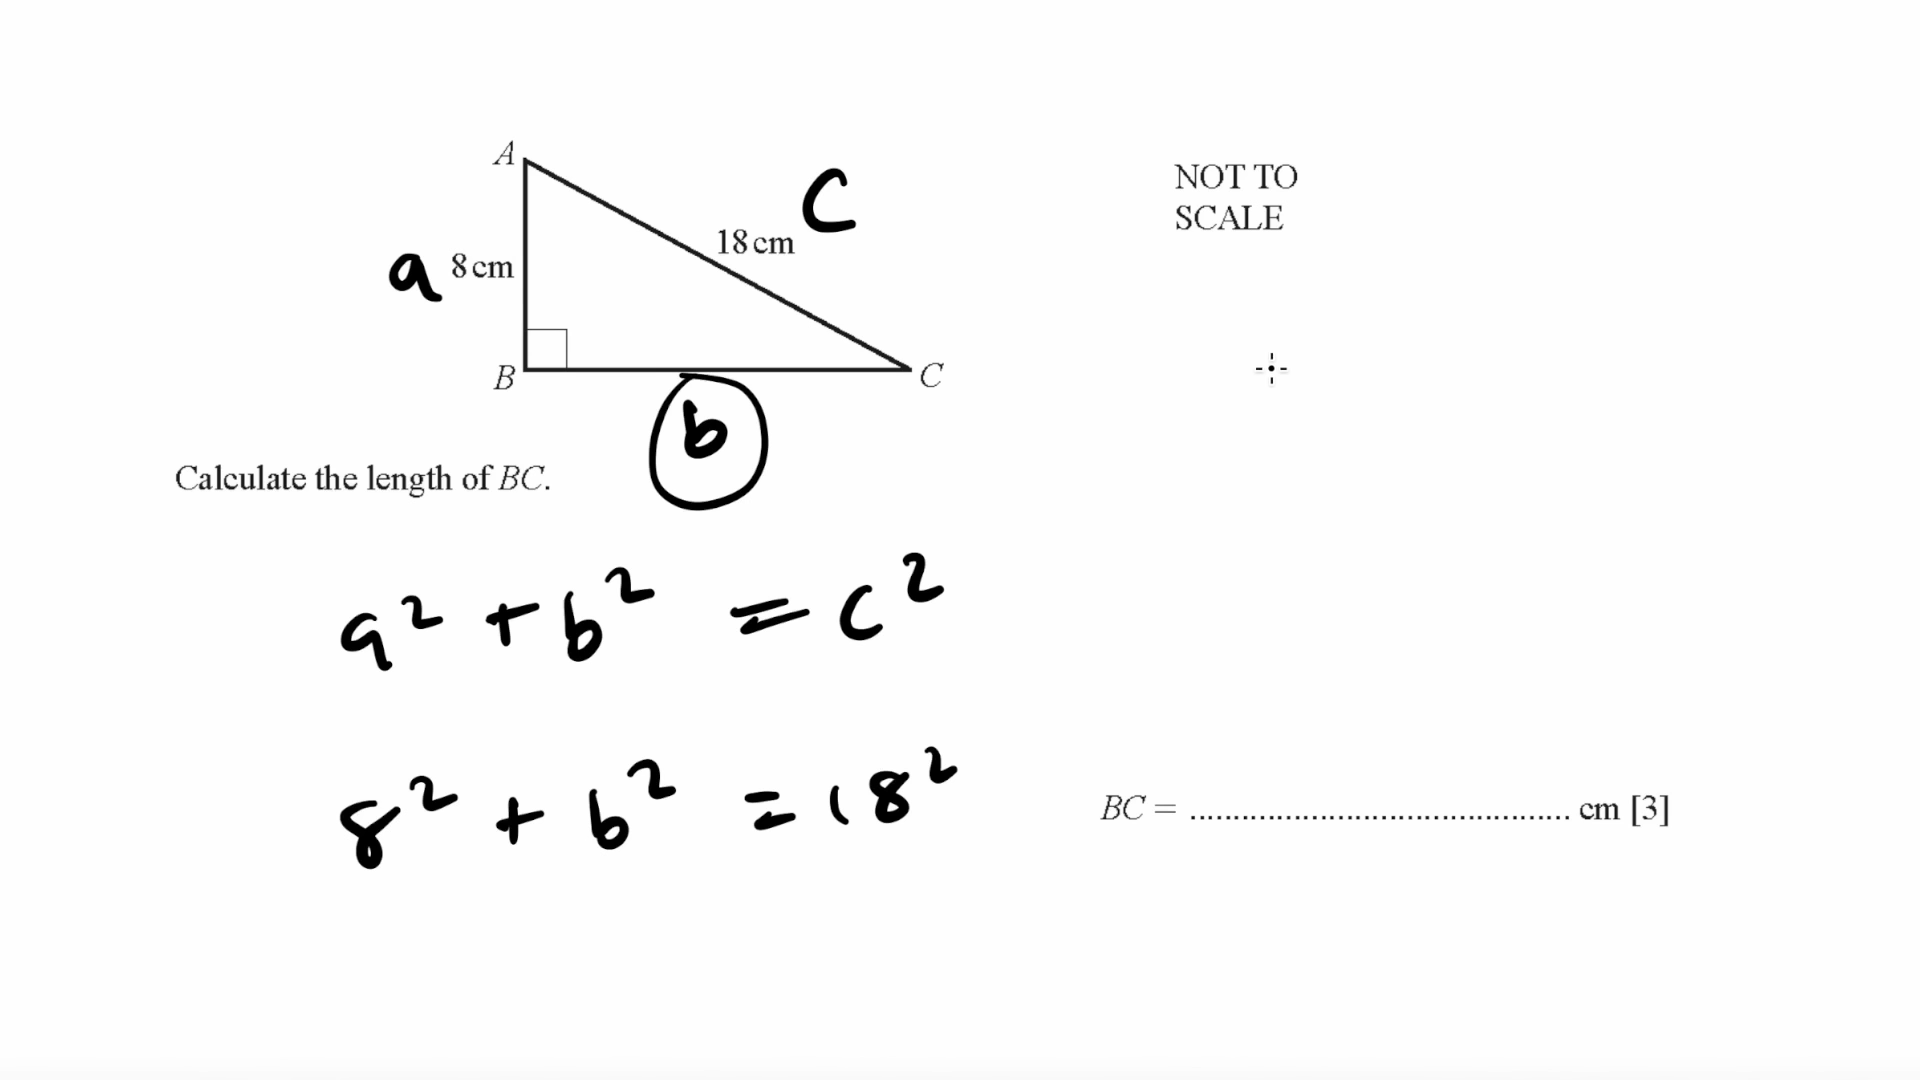 A
C
NOT TO
SCALE
18 cm
a 8 cm
B
C
b
Calculate the length of BC.
a² + b² = c²
8² + b² = 18²
BC = ............................................ cm [3]